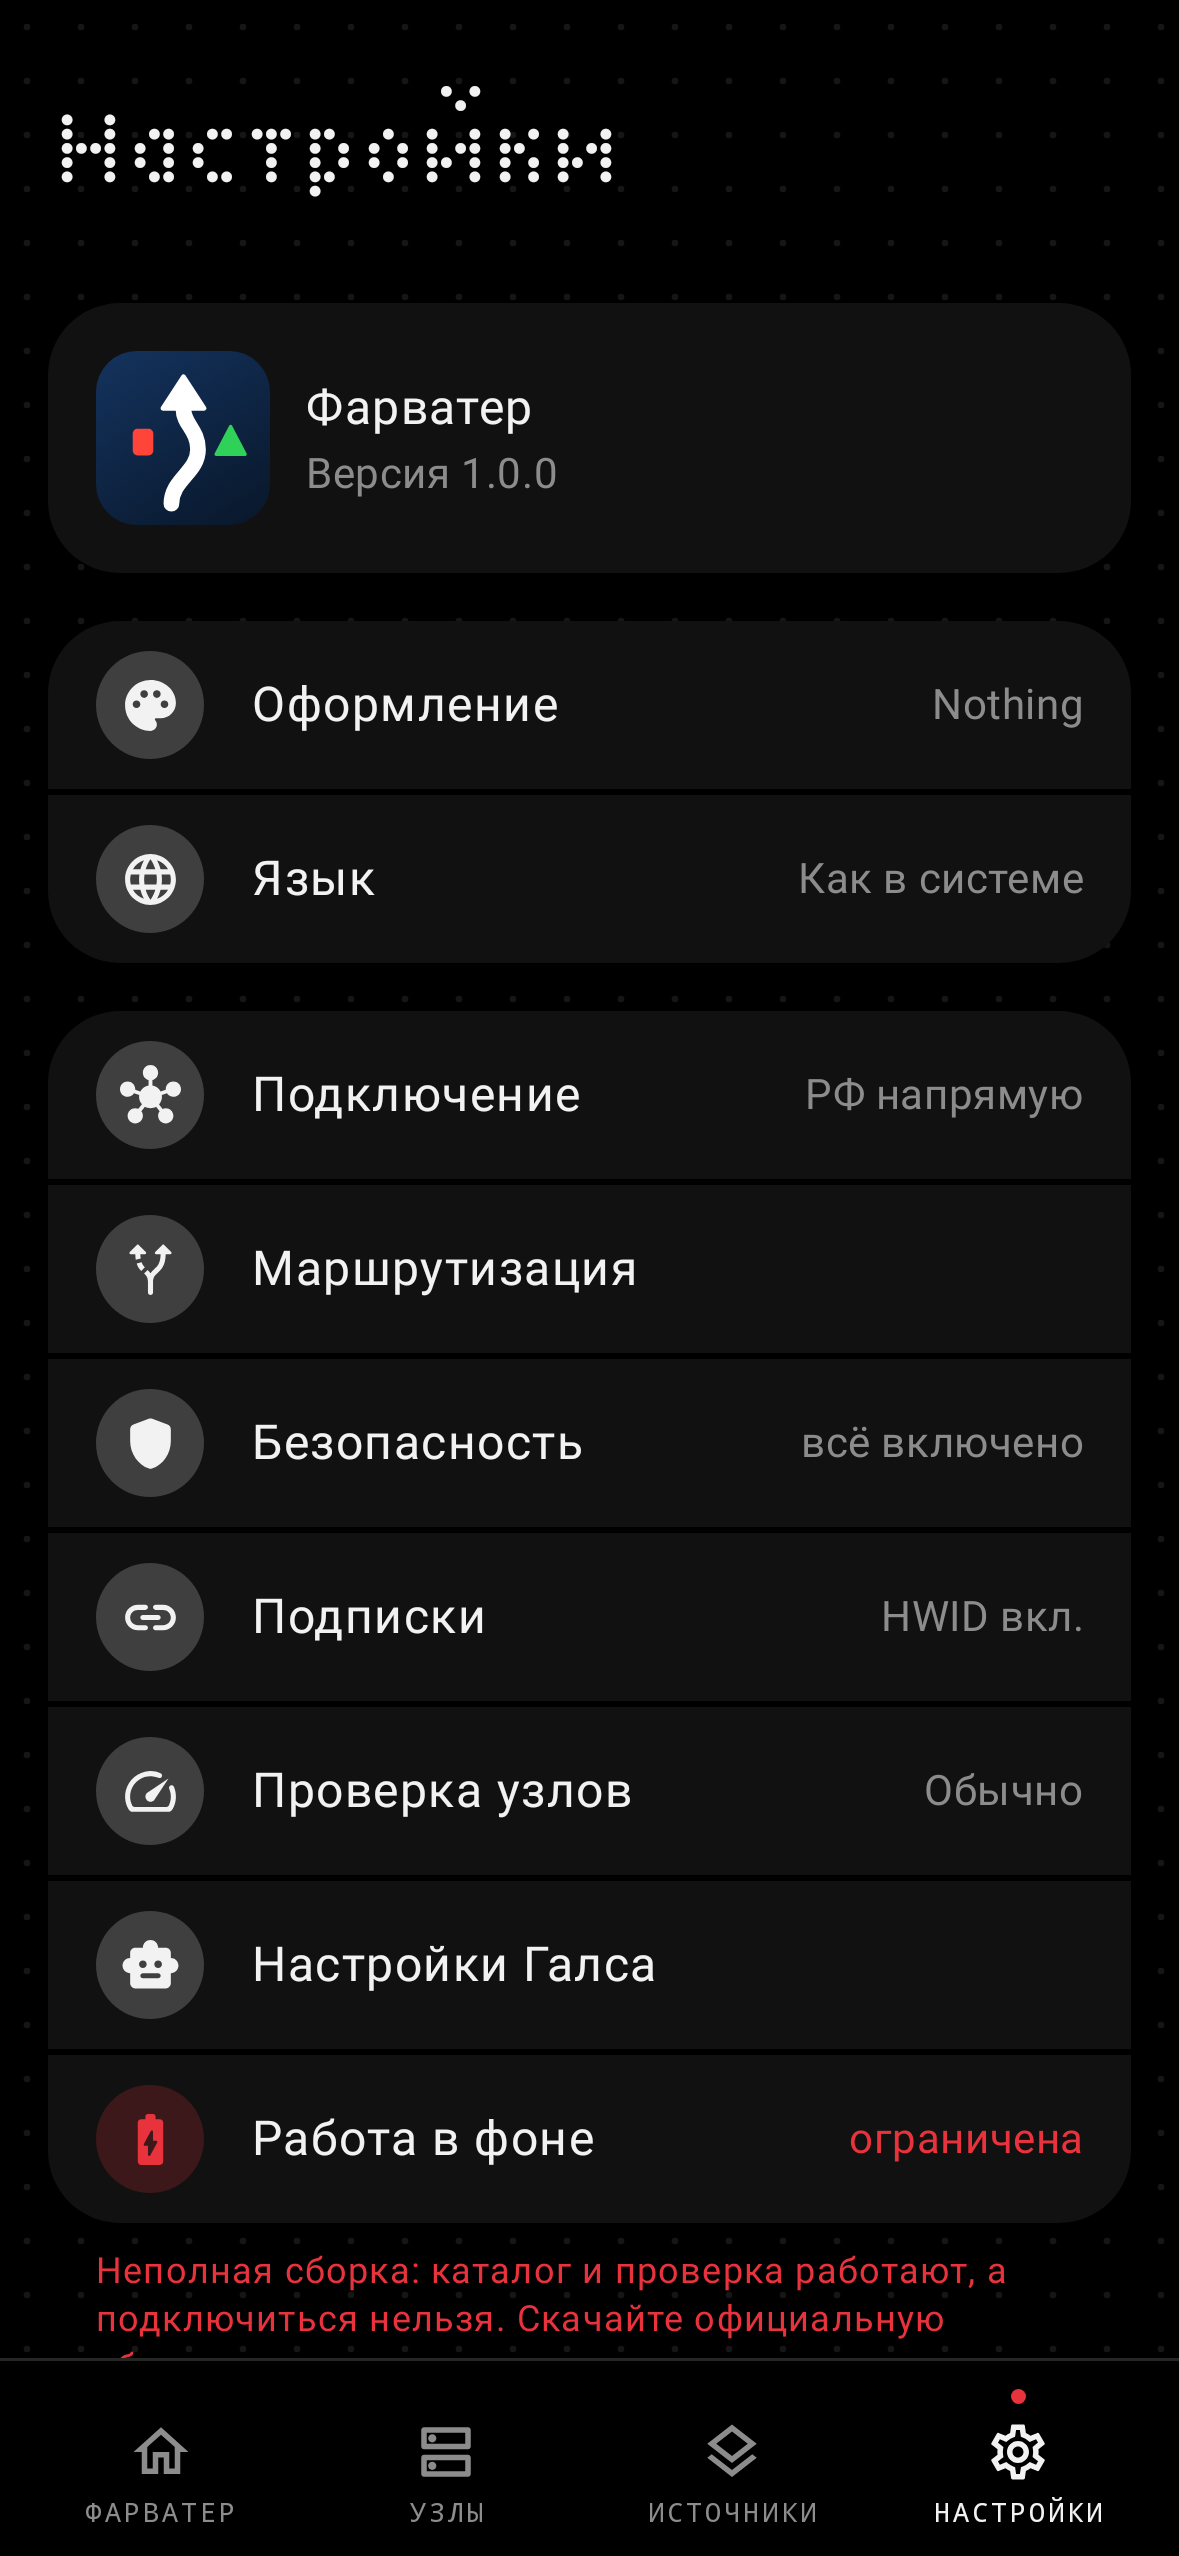 Настройки
Фарватер
Версия 1.0.0
Оформление Nothing
Язык Как в системе
Подключение РФ напрямую
Маршрутизация
Безопасность всё включено
Подписки HWID вкл.
Проверка узлов Обычно
Настройки Галса
Работа в фоне ограничена
Неполная сборка: каталог и проверка работают, а
подключиться нельзя. Скачайте официальную
ФАРВАТЕР УЗЛЫ ИСТОЧНИКИ НАСТРОЙКИ